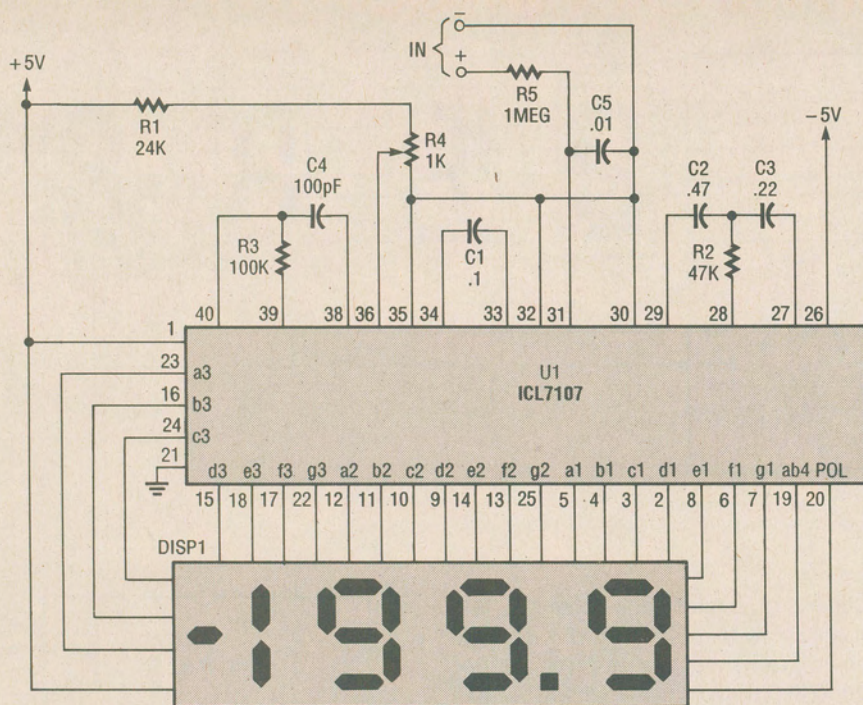 +5V
IN
−
+
R5
1MEG
C5
.01
−5V
R1
24K
R4
1K
C4
100pF
C2
.47
C3
.22
R3
100K
C1
.1
R2
47K
40 39 38 36 35 34 33 32 31 30 29 28 27 26
1
23 a3
16 b3
24 c3
21
U1
ICL7107
d3 e3 f3 g3 a2 b2 c2 d2 e2 f2 g2 a1 b1 c1 d1 e1 f1 g1 ab4 POL
15 18 17 22 12 11 10 9 14 13 25 5 4 3 2 8 6 7 19 20
DISP1
-199.9